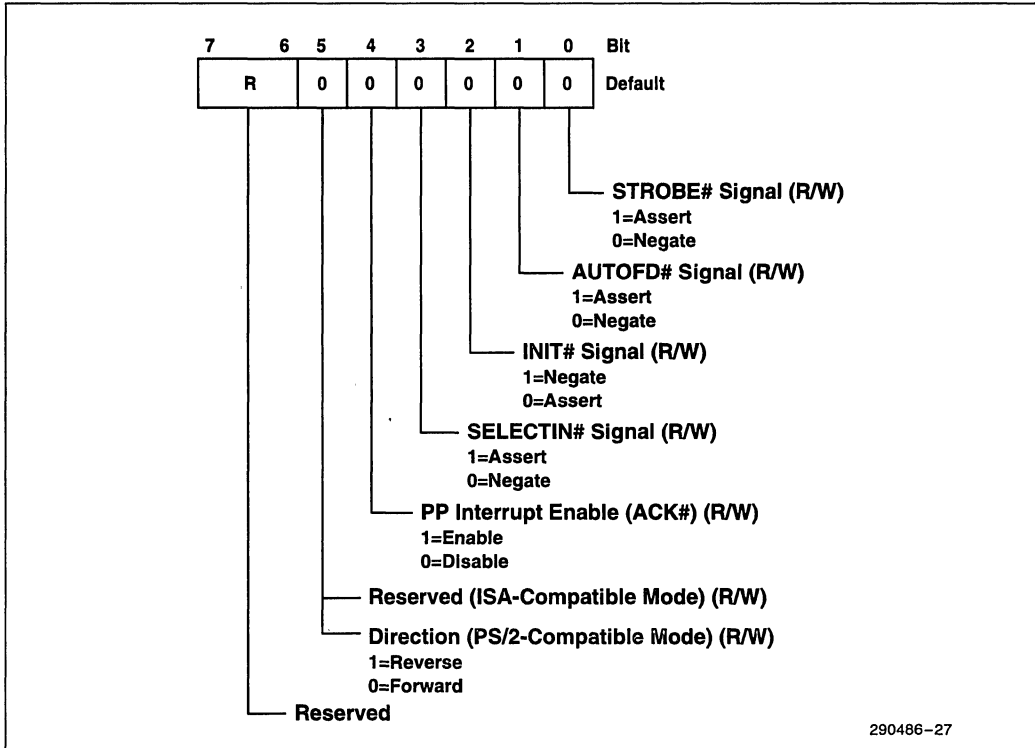 7 6 5 4 3 2 1 0 Bit
R 0 0 0 0 0 0 Default
STROBE# Signal (R/W)
1=Assert
0=Negate
AUTOFD# Signal (R/W)
1=Assert
0=Negate
INIT# Signal (R/W)
1=Negate
0=Assert
SELECTIN# Signal (R/W)
1=Assert
0=Negate
PP Interrupt Enable (ACK#) (R/W)
1=Enable
0=Disable
Reserved (ISA-Compatible Mode) (R/W)
Direction (PS/2-Compatible Mode) (R/W)
1=Reverse
0=Forward
Reserved
290486-27